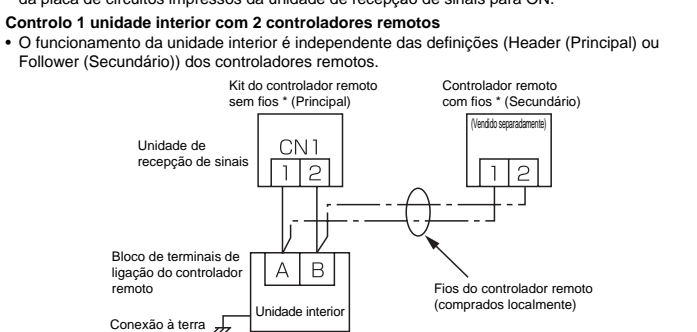 da placa de circuitos impressos da unidade de recepção de sinais para ON.
Controlo 1 unidade interior com 2 controladores remotos
• O funcionamento da unidade interior é independente das definições (Header (Principal) ou
Follower (Secundário)) dos controladores remotos.
Kit do controlador remoto
sem fios * (Principal)
Controlador remoto
com fios * (Secundário)
(Vendido separadamente)
Unidade de
recepção de sinais
CN1
1 2
1 2
Bloco de terminais de
ligação do controlador
remoto
A B
Unidade interior
Fios do controlador remoto
(comprados localmente)
Conexão à terra